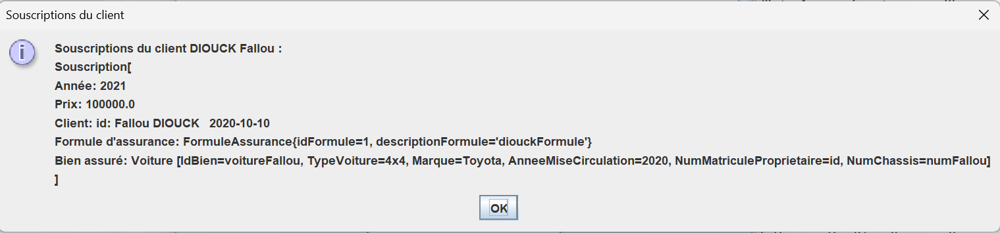 Souscriptions du client
Souscriptions du client DIOUCK Fallou :
Souscription[
Année: 2021
Prix: 100000.0
Client: id: Fallou DIOUCK   2020-10-10
Formule d'assurance: FormuleAssurance{idFormule=1, descriptionFormule='diouckFormule'}
Bien assuré: Voiture [IdBien=voitureFallou, TypeVoiture=4x4, Marque=Toyota, AnneeMiseCirculation=2020, NumMatriculeProprietaire=id, NumChassis=numFallou]
]
OK